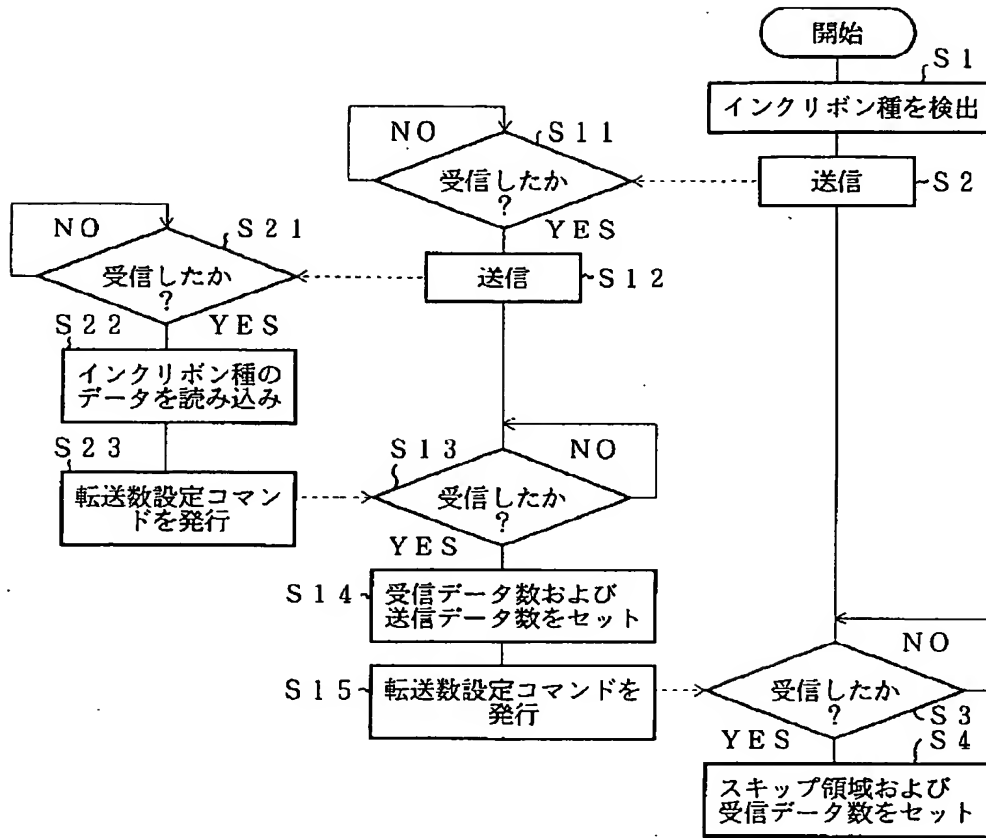 開始
S1
インクリボン種を検出
送信
S2
NO
S11
受信したか
?
YES
送信
S12
NO
S21
受信したか
?
YES
S22
インクリボン種の
データを読み込み
S23
転送数設定コマン
ドを発行
S13
NO
受信したか
?
YES
S14
受信データ数および
送信データ数をセット
S15
転送数設定コマンドを
発行
NO
受信したか
?
S3
YES
S4
スキップ領域および
受信データ数をセット